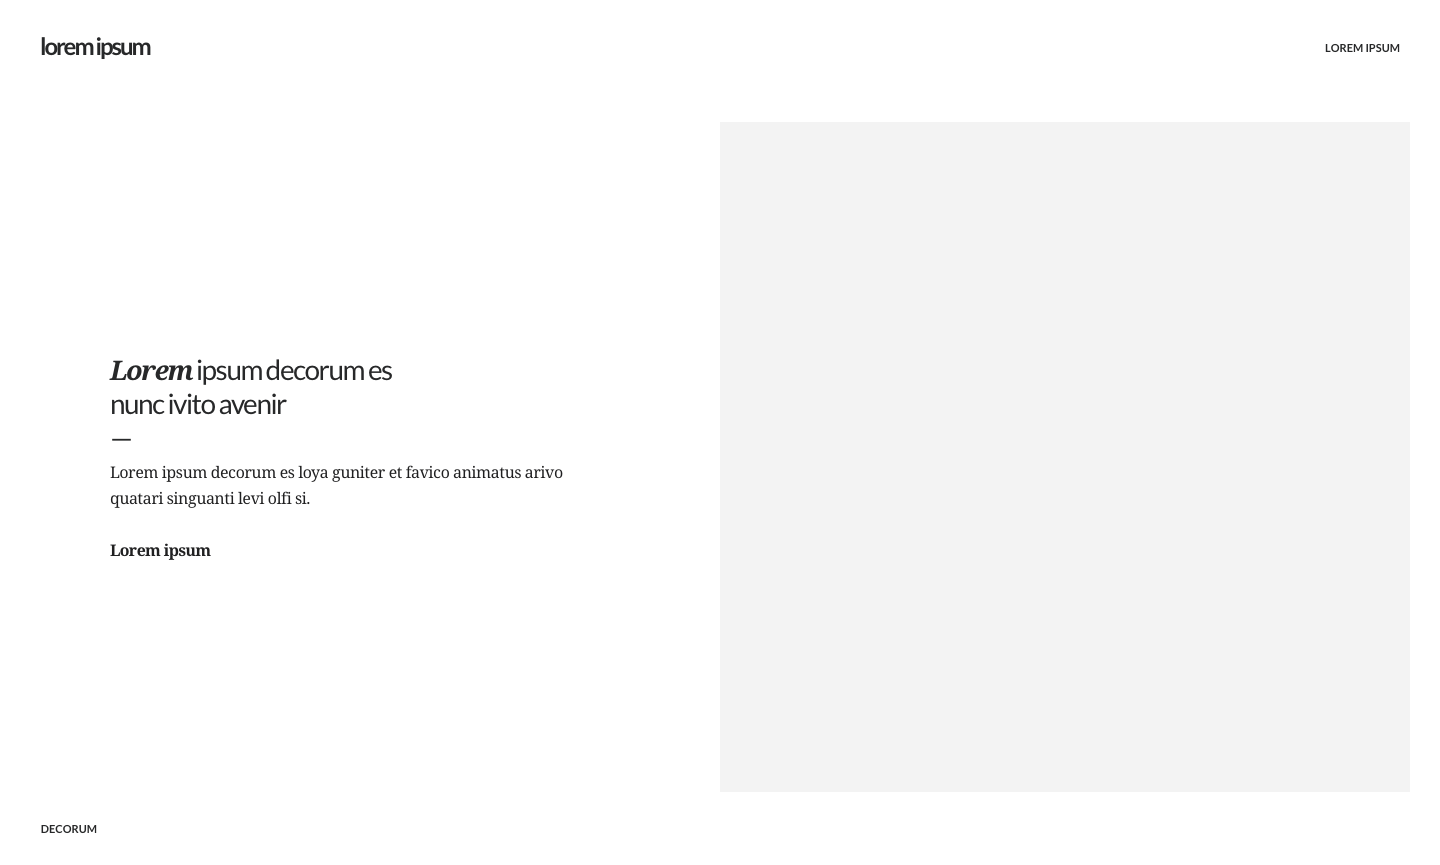 lorem ipsum
LOREM IPSUM
Lorem ipsum decorum es
nunc ivito avenir
—
Lorem ipsum decorum es loya guniter et favico animatus arivo
quatari singuanti levi olfi si.
Lorem ipsum
DECORUM